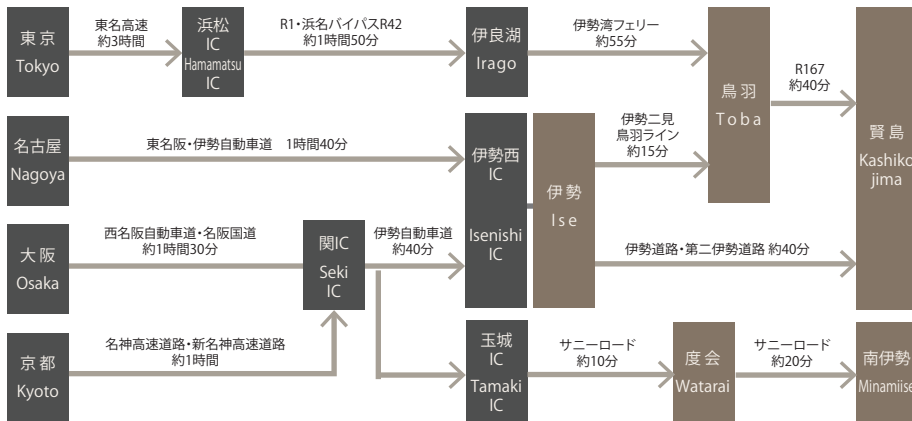 東京
Tokyo
東名高速
約3時間
浜松
IC
Hamamatsu
IC
R1・浜名バイパスR42
約1時間50分
伊良湖
Irago
伊勢湾フェリー
約55分
鳥羽
Toba
R167
約40分
賢島
Kashiko
jima
名古屋
Nagoya
東名阪・伊勢自動車道　1時間40分
伊勢西
IC
Isenishi
IC
伊勢
Ise
伊勢二見
鳥羽ライン
約15分
伊勢道路・第二伊勢道路 約40分
大阪
Osaka
西名阪自動車道・名阪国道
約1時間30分
関IC
Seki
IC
伊勢自動車道
約40分
京都
Kyoto
名神高速道路・新名神高速道路
約1時間
玉城
IC
Tamaki
IC
サニーロード
約10分
度会
Watarai
サニーロード
約20分
南伊勢
Minamiise